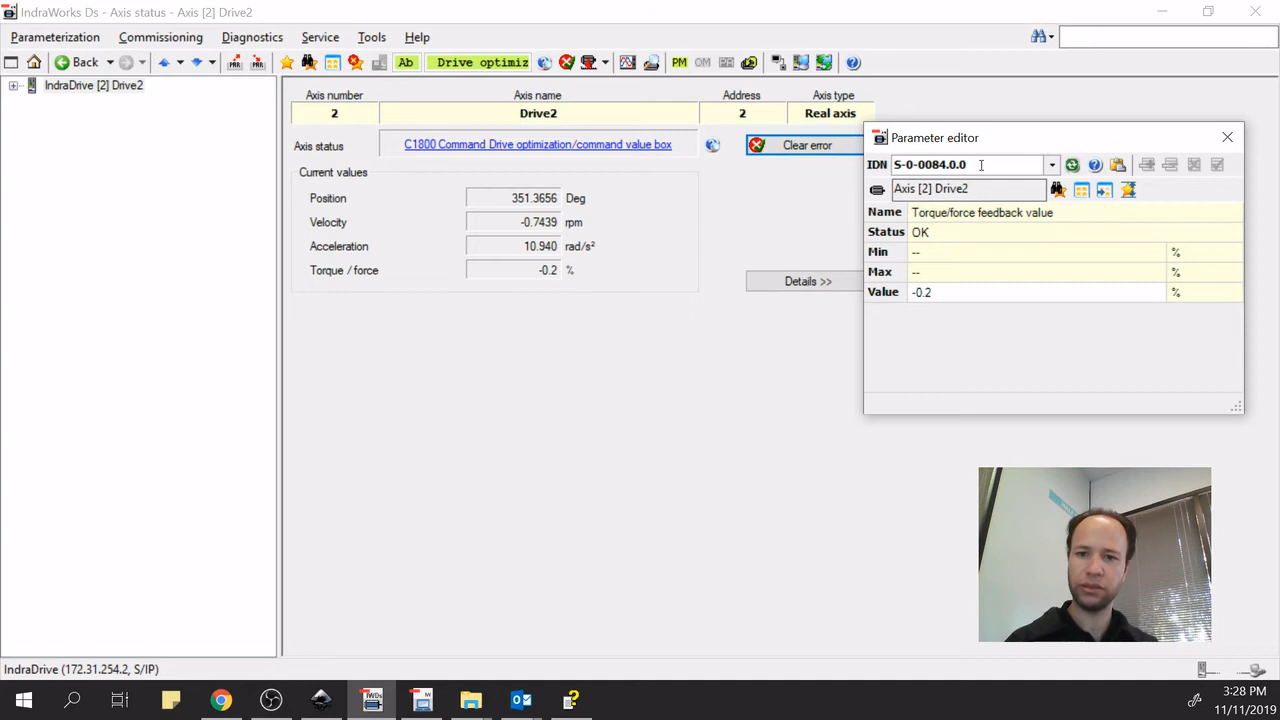 IndraWorks Ds - Axis status - Axis [2] Drive2
Parameterization Commissioning Diagnostics Service Tools Help
Back Ab Drive optimiz PM OM
IndraDrive [2] Drive2
Axis number Axis name Address Axis type
2 Drive2 2 Real axis
Axis status C1800 Command Drive optimization/command value box Clear error
Current values
Position 351.3656 Deg
Velocity -0.7439 rpm
Acceleration 10.940 rad/s²
Torque / force -0.2 %
Details >>
Parameter editor
IDN S-0-0084.0.0
Axis [2] Drive2
Name Torque/force feedback value
Status OK
Min -- %
Max -- %
Value -0.2 %
IndraDrive (172.31.254.2, S/IP)
IWDs IW
3:28 PM
11/11/2019